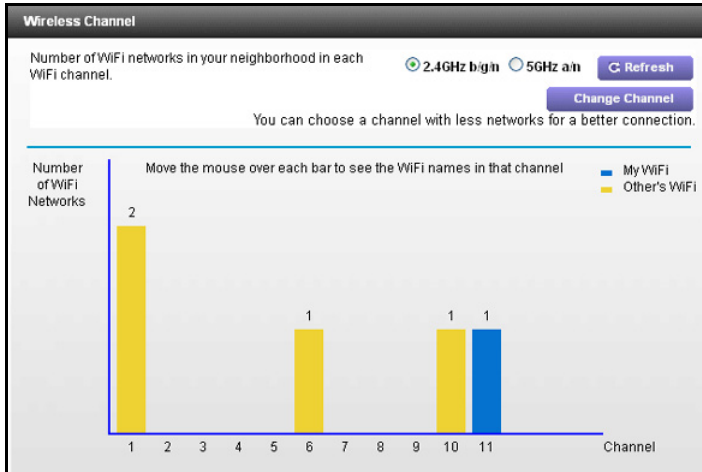 Wireless Channel
Number of WiFi networks in your neighborhood in each
WiFi channel.
2.4GHz b/g/n 5GHz a/n Refresh
Change Channel
You can choose a channel with less networks for a better connection.
Number
of WiFi
Networks
Move the mouse over each bar to see the WiFi names in that channel
My WiFi
Other's WiFi
2
1
1
1
1 2 3 4 5 6 7 8 9 10 11 Channel